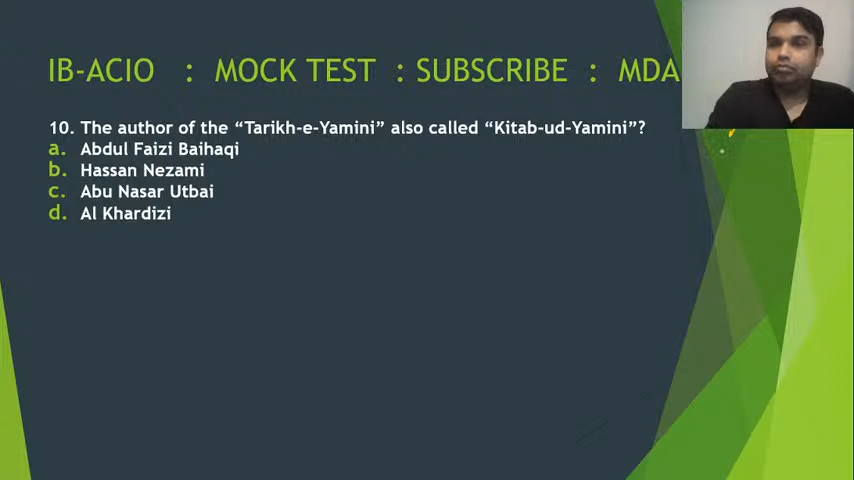 IB-ACIO : MOCK TEST : SUBSCRIBE : MDA
10. The author of the “Tarikh-e-Yamini” also called “Kitab-ud-Yamini”?
a. Abdul Faizi Baihaqi
b. Hassan Nezami
c. Abu Nasar Utbai
d. Al Khardizi